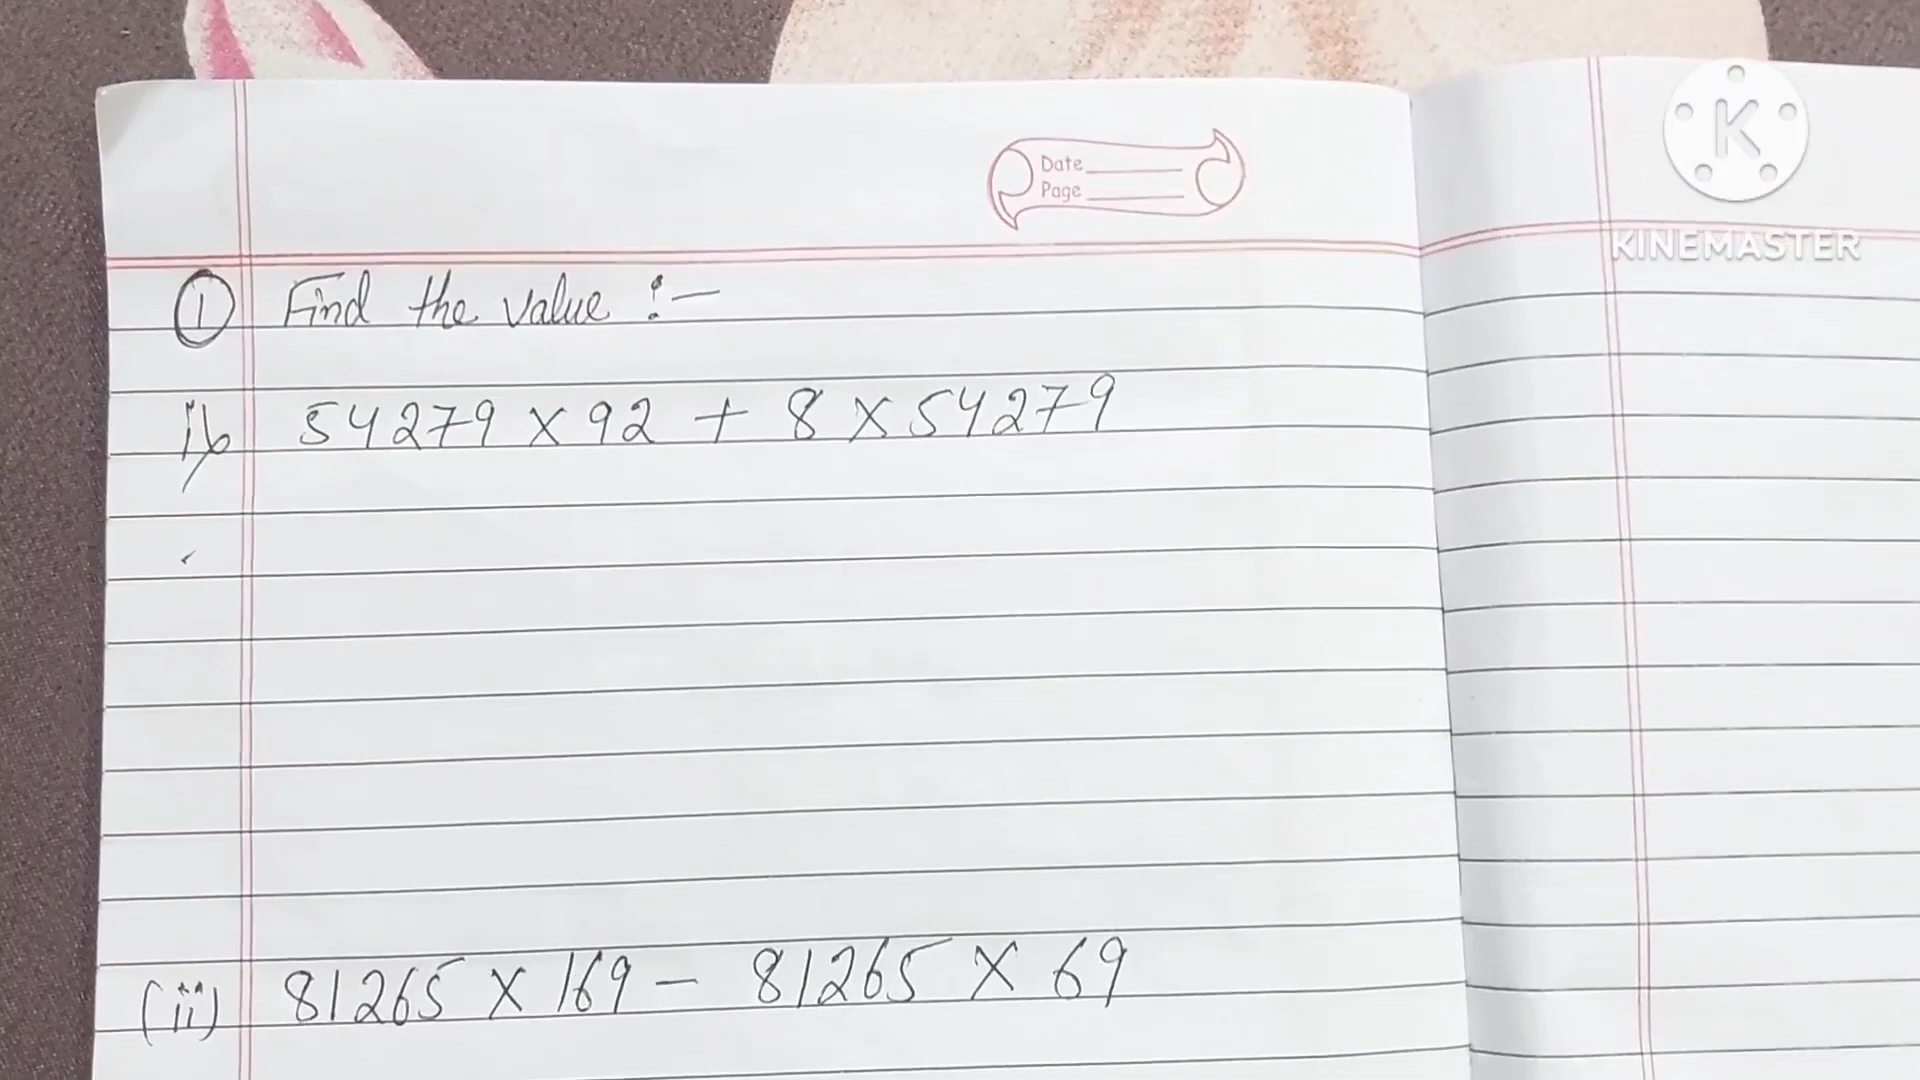 Date
Page
K
KINEMASTER
① Find the value :-
i) 54279 × 92 + 8 × 54279
(ii) 81265 × 169 - 81265 × 69